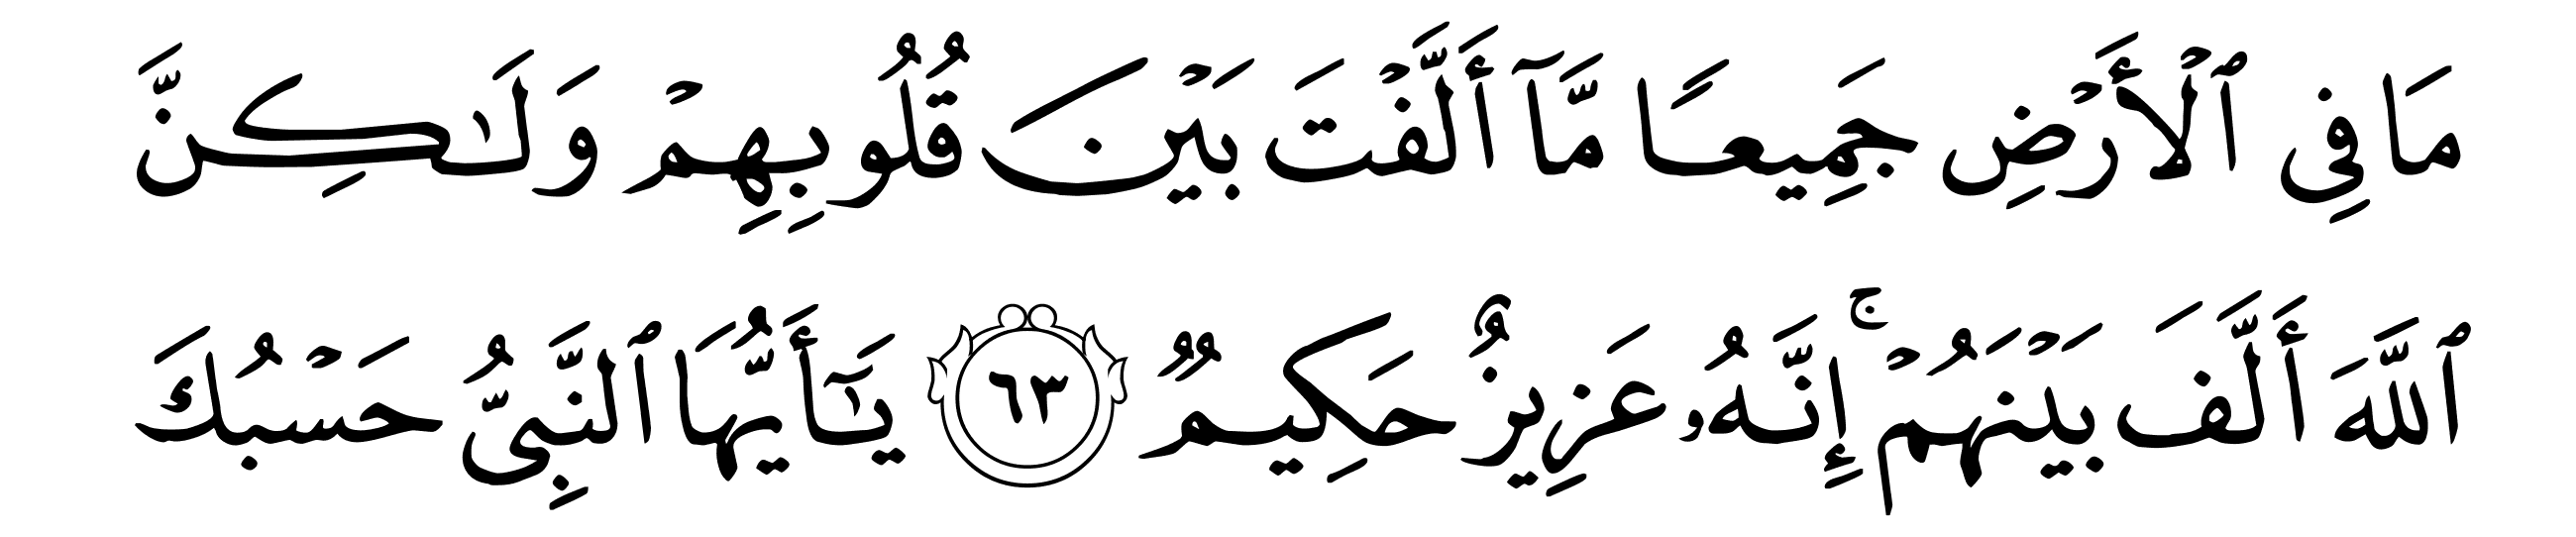 مَا فِي ٱلْأَرْضِ جَمِيعًا مَّآ أَلَّفْتَ بَيْنَ قُلُوبِهِمْ وَلَٰكِنَّ
ٱللَّهَ أَلَّفَ بَيْنَهُمْ ۚ إِنَّهُۥ عَزِيزٌ حَكِيمٌ ٦٣ يَٰٓأَيُّهَا ٱلنَّبِىُّ حَسْبُكَ